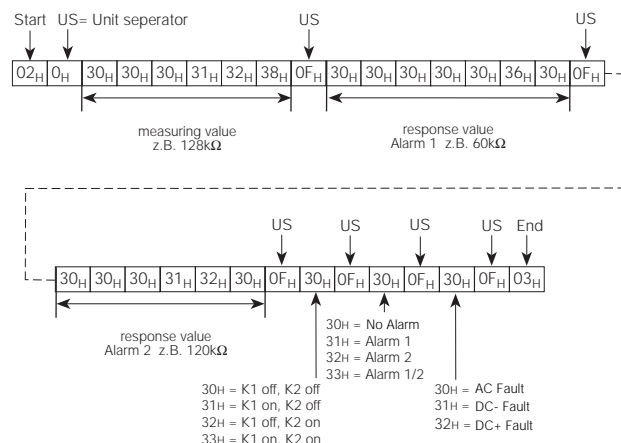 Start US= Unit seperator US US
02H 0H 30H 30H 30H 31H 32H 38H 0FH 30H 30H 30H 30H 30H 36H 30H 0FH
measuring value
z.B. 128kΩ
response value
Alarm 1 z.B. 60kΩ
US US US US End
30H 30H 30H 31H 32H 30H 0FH 30H 0FH 30H 0FH 30H 0FH 03H
response value
Alarm 2 z.B. 120kΩ
30H = No Alarm
31H = Alarm 1
32H = Alarm 2
33H = Alarm 1/2
30H = K1 off, K2 off
31H = K1 on, K2 off
32H = K1 off, K2 on
33H = K1 on, K2 on
30H = AC Fault
31H = DC- Fault
32H = DC+ Fault